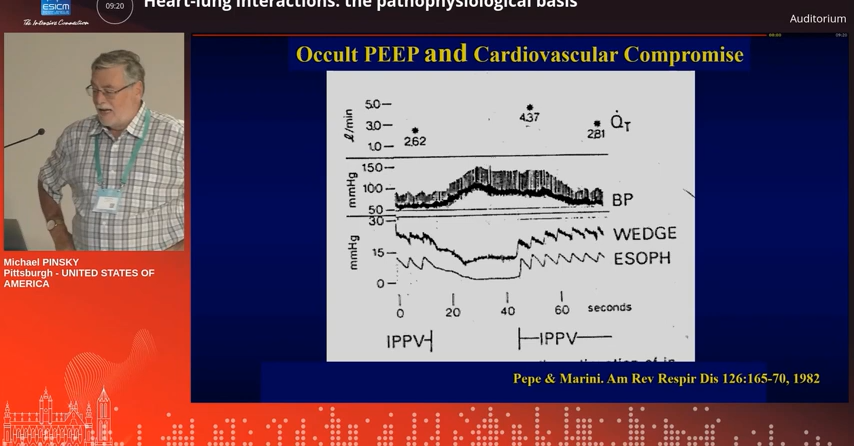 ESICM
The Intensive Connection
09:20
Heart-lung interactions: the pathophysiological basis
Auditorium
Occult PEEP and Cardiovascular Compromise
5.0
3.0
1.0
l/min
2.62
4.37
2.81
Q̇T
150
100
50
mmHg
BP
30
15
0
mmHg
WEDGE
ESOPH
0 20 40 60 seconds
IPPV
IPPV
Pepe & Marini. Am Rev Respir Dis 126:165-70, 1982
Michael PINSKY
Pittsburgh - UNITED STATES OF
AMERICA